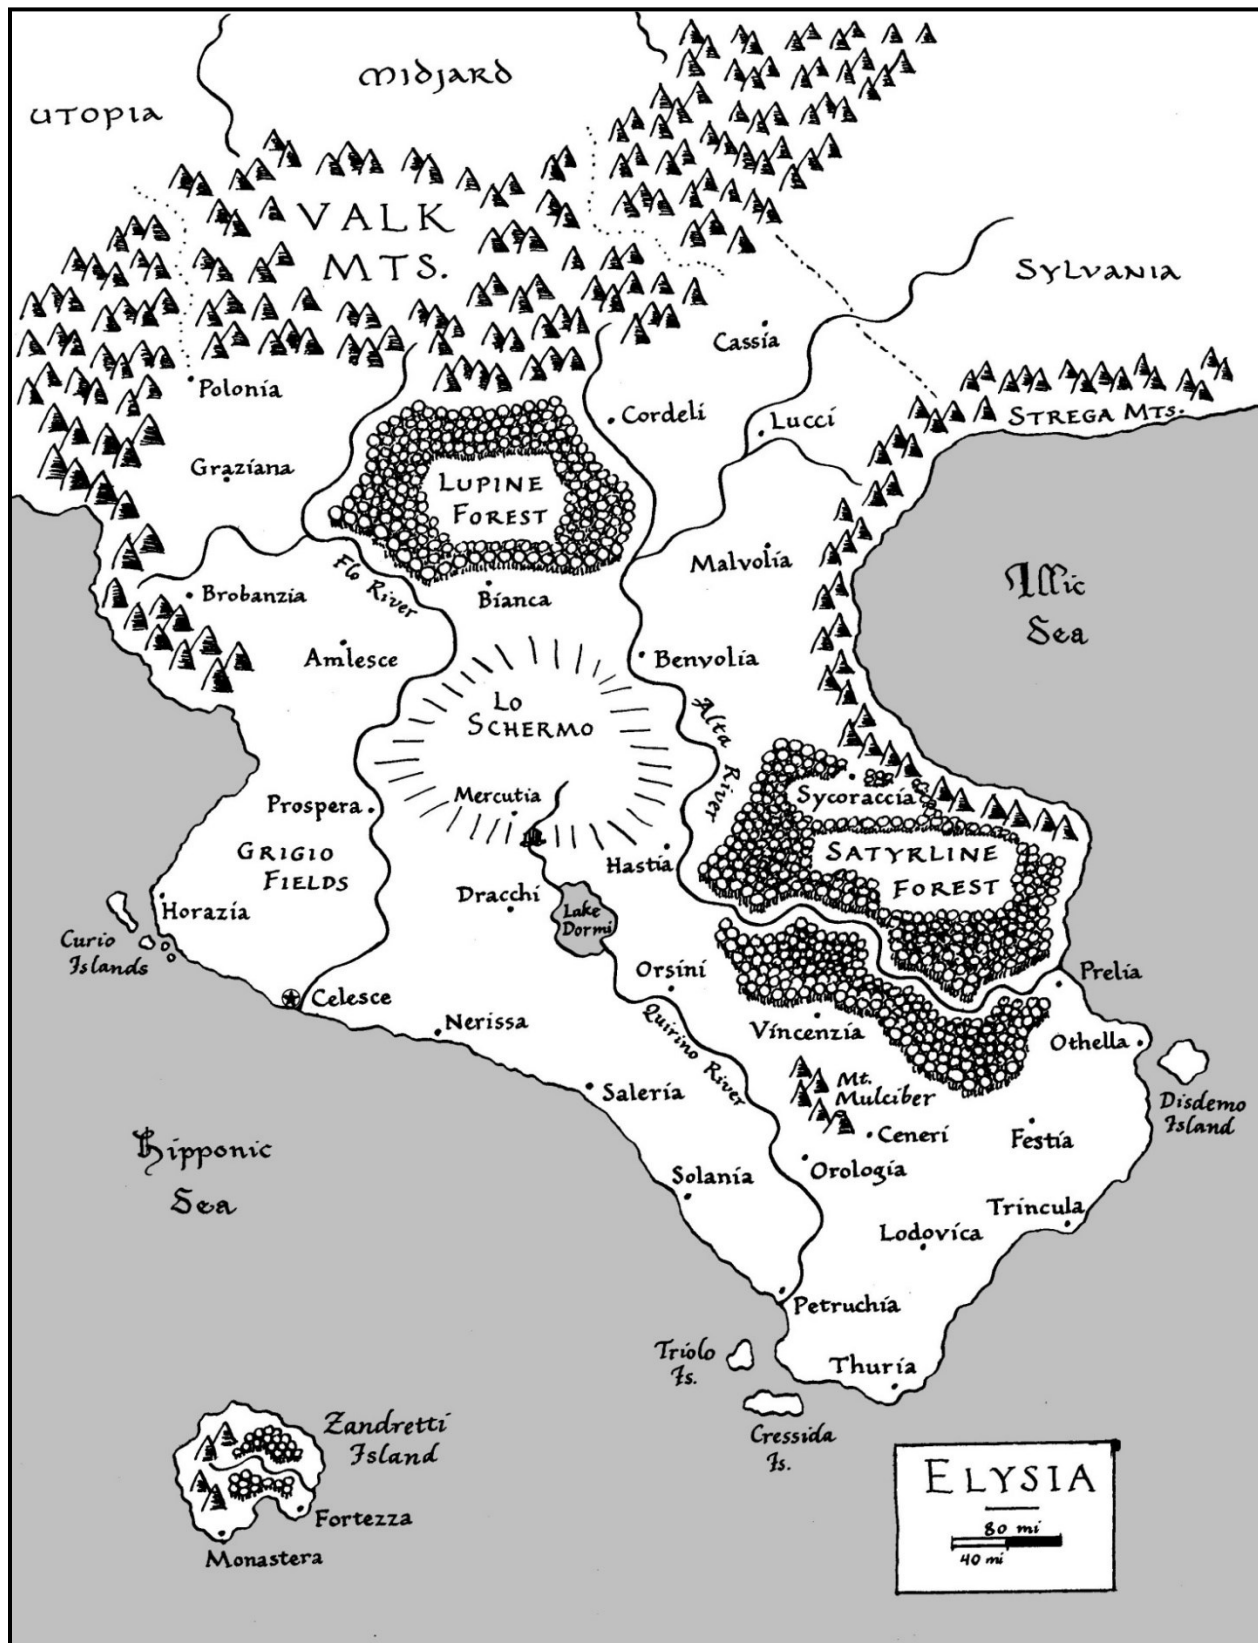 MIDJARD
UTOPIA
VALK
MTS.
SYLVANIA
Cassia
Polonia
STREGA MTS.
Cordeli
Lucci
Graziana
LUPINE
FOREST
Malvolia
Flo River
Illic
Sea
Brobanzia
Bianca
Amlesce
Benvolia
LO
SCHERMO
Alta River
Mercutia
Sycoraccia
Prospera
GRIGIO
FIELDS
Hastia
SATYRLINE
FOREST
Dracchi
Horazia
Lake
Dormi
Curio
Islands
Orsini
Prelia
Celesce
Nerissa
Quirino River
Vincenzia
Othella
Mt.
Mulciber
Saleria
Disdemo
Island
Ceneri
Festia
Hipponic
Sea
Orologia
Solania
Trincula
Lodovica
Petruchia
Triolo
Is.
Thuria
Cressida
Is.
Zandretti
Island
Fortezza
Monastera
ELYSIA
80 mi
40 mi